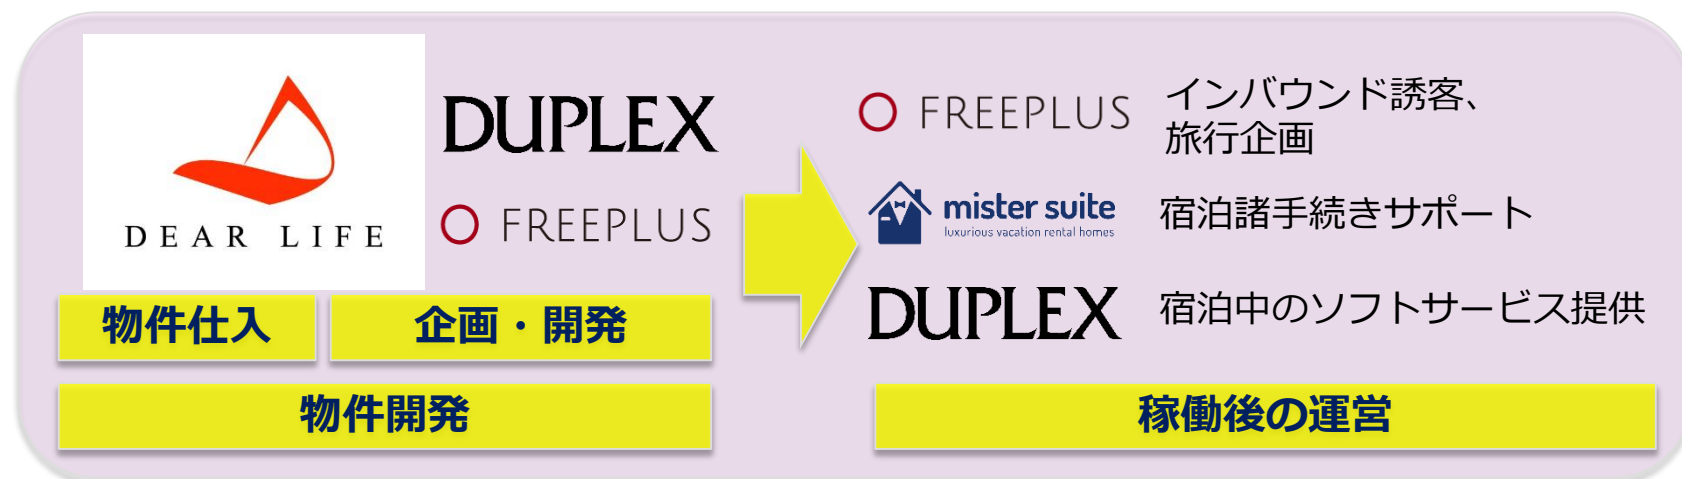 DEAR LIFE
DUPLEX
FREEPLUS
物件仕入
企画・開発
物件開発
FREEPLUS
インバウンド誘客、
旅行企画
mister suite
luxurious vacation rental homes
宿泊諸手続きサポート
DUPLEX
宿泊中のソフトサービス提供
稼働後の運営